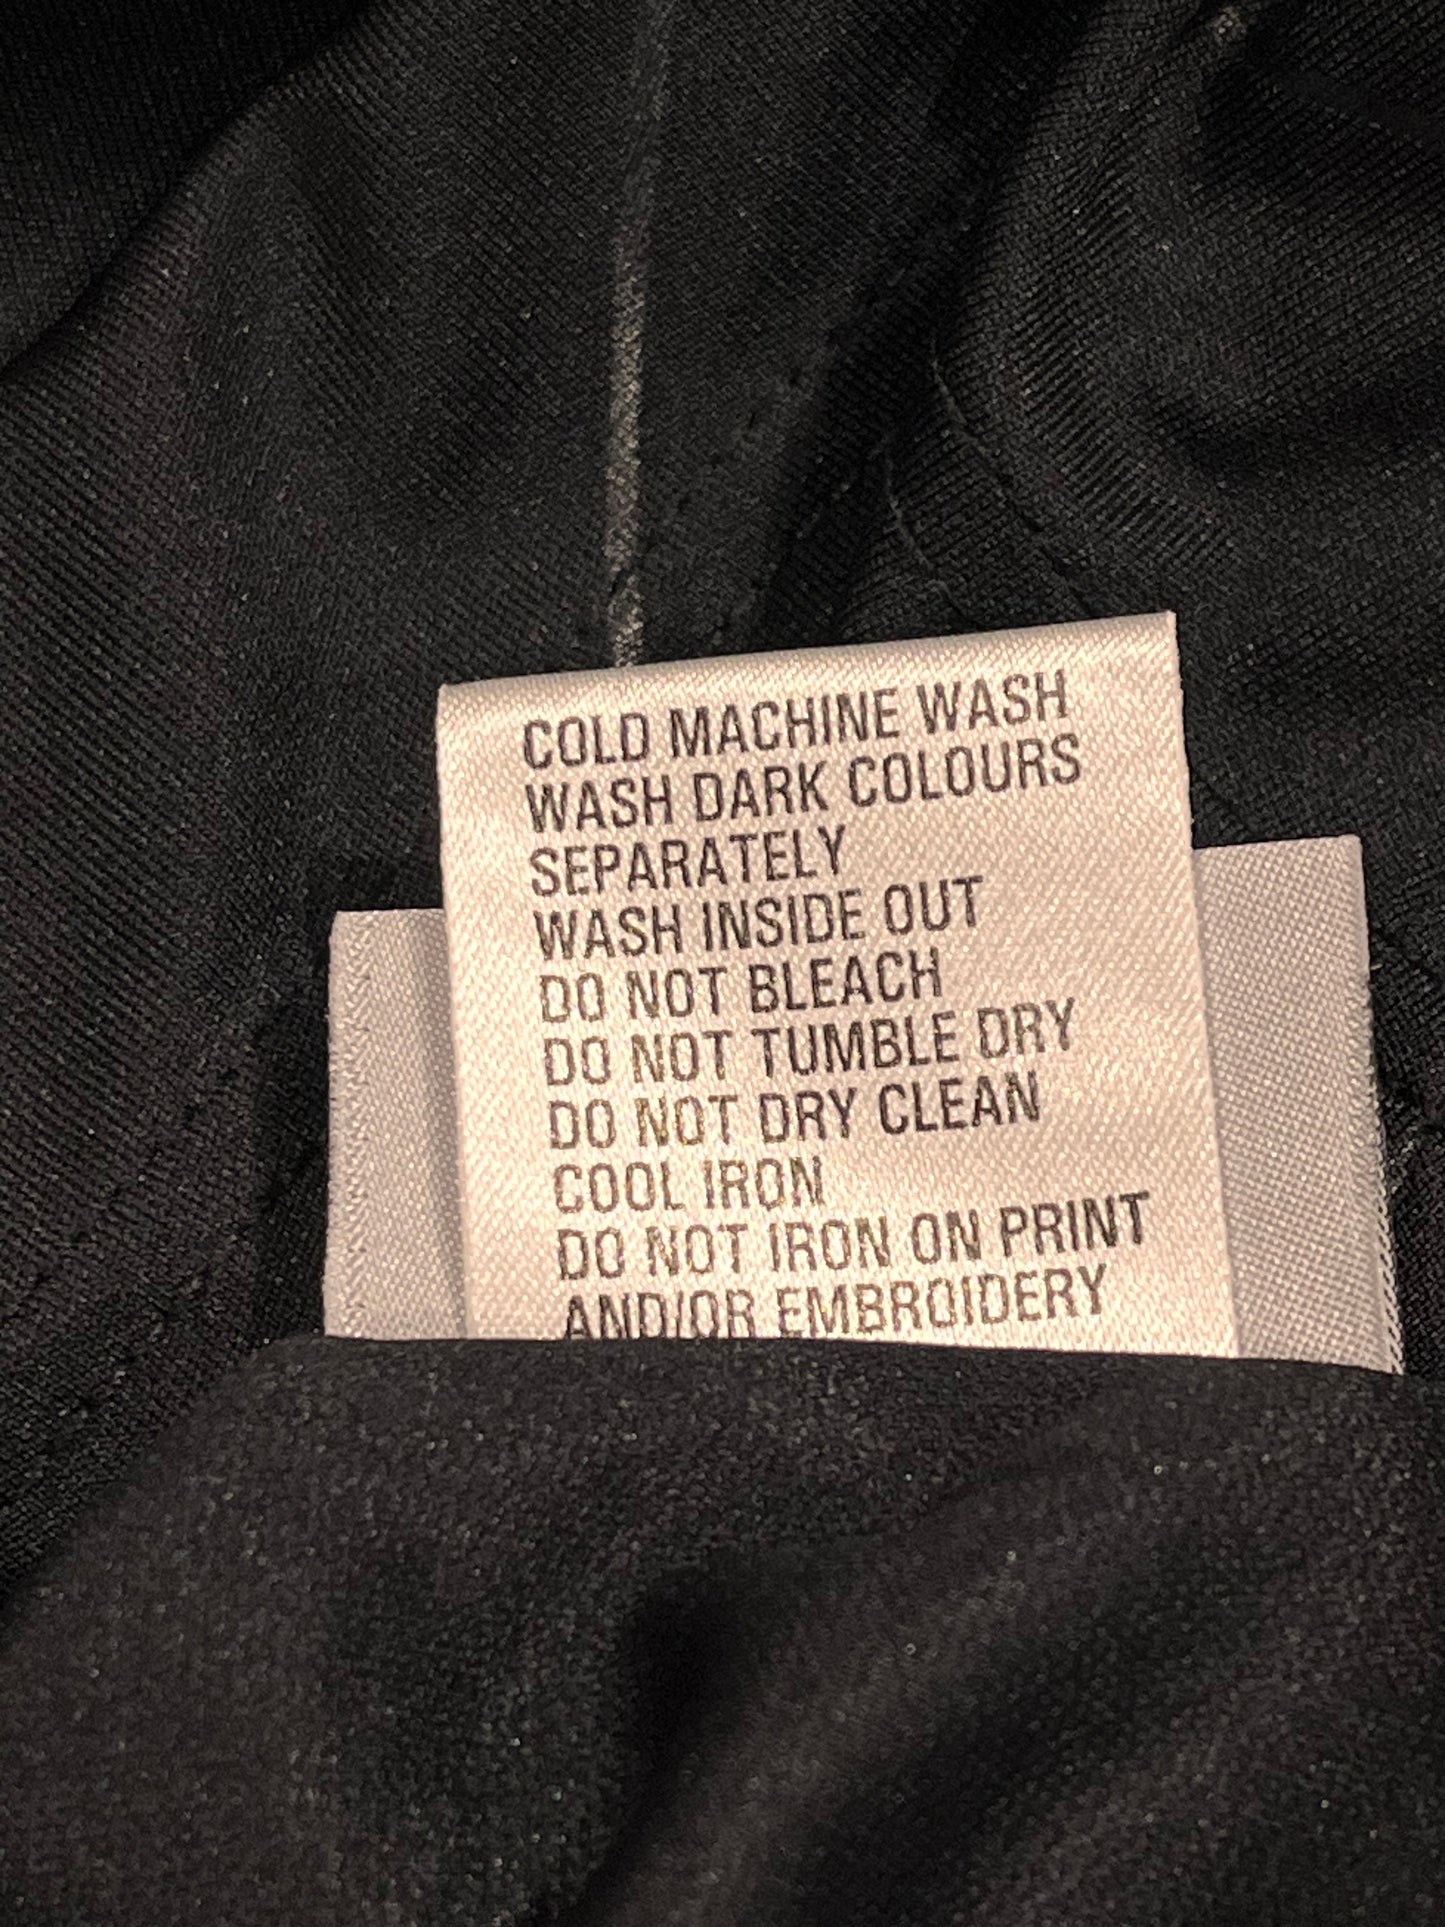 COLD MACHINE WASH
WASH DARK COLOURS
SEPARATELY
WASH INSIDE OUT
DO NOT BLEACH
DO NOT TUMBLE DRY
DO NOT DRY CLEAN
COOL IRON
DO NOT IRON ON PRINT
AND/OR EMBROIDERY